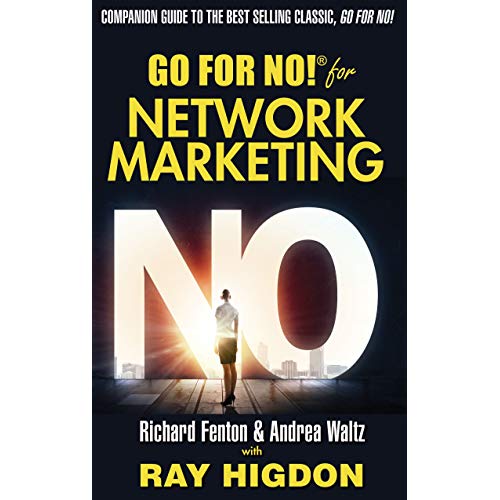 COMPANION GUIDE TO THE BEST SELLING CLASSIC, GO FOR NO!
GO FOR NO!® for
NETWORK
MARKETING
NO
Richard Fenton & Andrea Waltz
with
RAY HIGDON